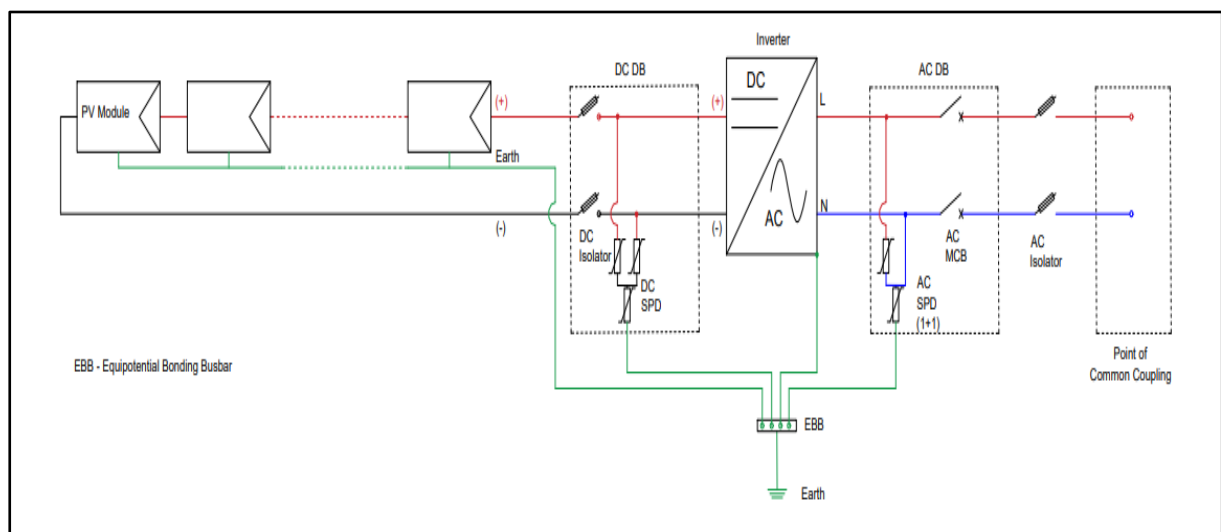 Inverter
DC DB
AC DB
DC
PV Module
(+)
(+)
L
Earth
AC
N
(-)
(-)
DC
Isolator
AC
MCB
AC
Isolator
DC
SPD
AC
SPD
(1+1)
Point of
Common Coupling
EBB - Equipotential Bonding Busbar
EBB
Earth